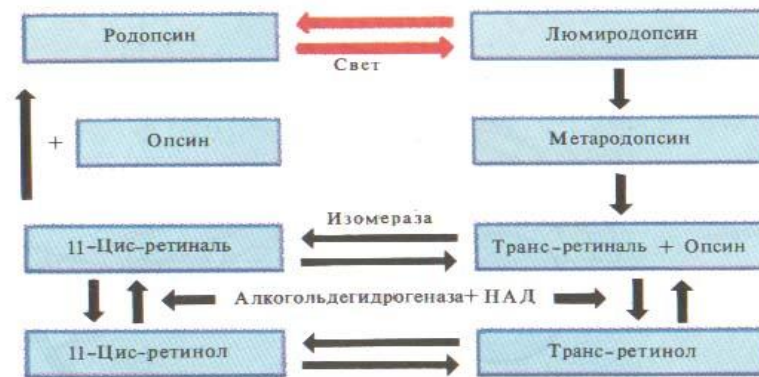 Родопсин
Люмиродопсин
Свет
+
Опсин
Метародопсин
Изомераза
11-Цис-ретиналь
Транс-ретиналь + Опсин
Алкогольдегидрогеназа+ НАД
11-Цис-ретинол
Транс-ретинол